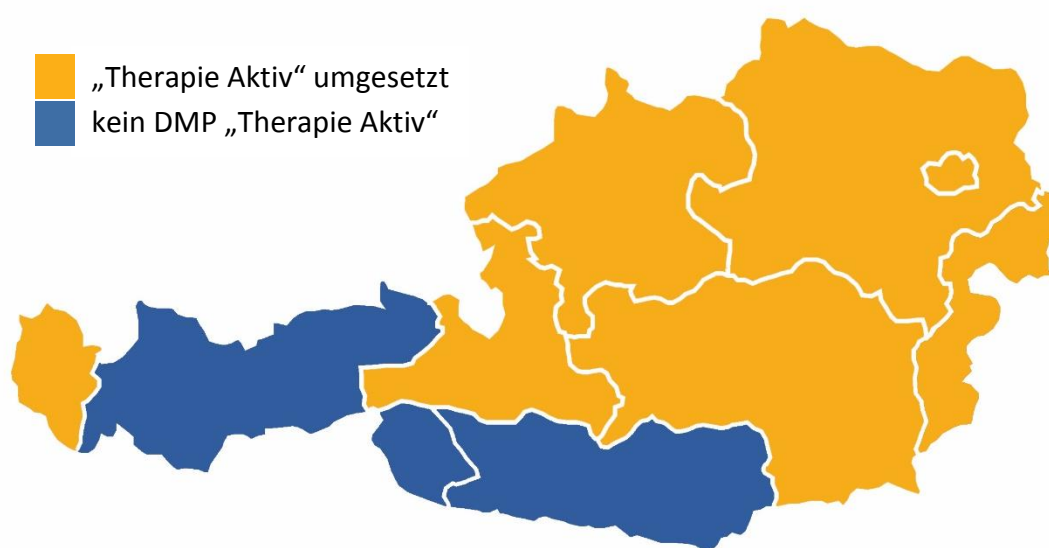 „Therapie Aktiv“ umgesetzt
kein DMP „Therapie Aktiv“